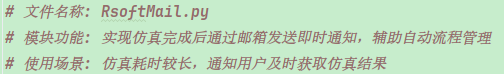 # 文件名称: RsoftMail.py
# 模块功能: 实现仿真完成后通过邮箱发送即时通知，辅助自动流程管理
# 使用场景: 仿真耗时较长，通知用户及时获取仿真结果